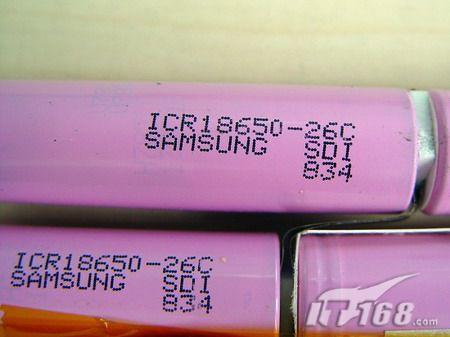 ICR18650-26C
SAMSUNG SDI
834
ICR18650-26C
SAMSUNG SDI
834
IT168.com